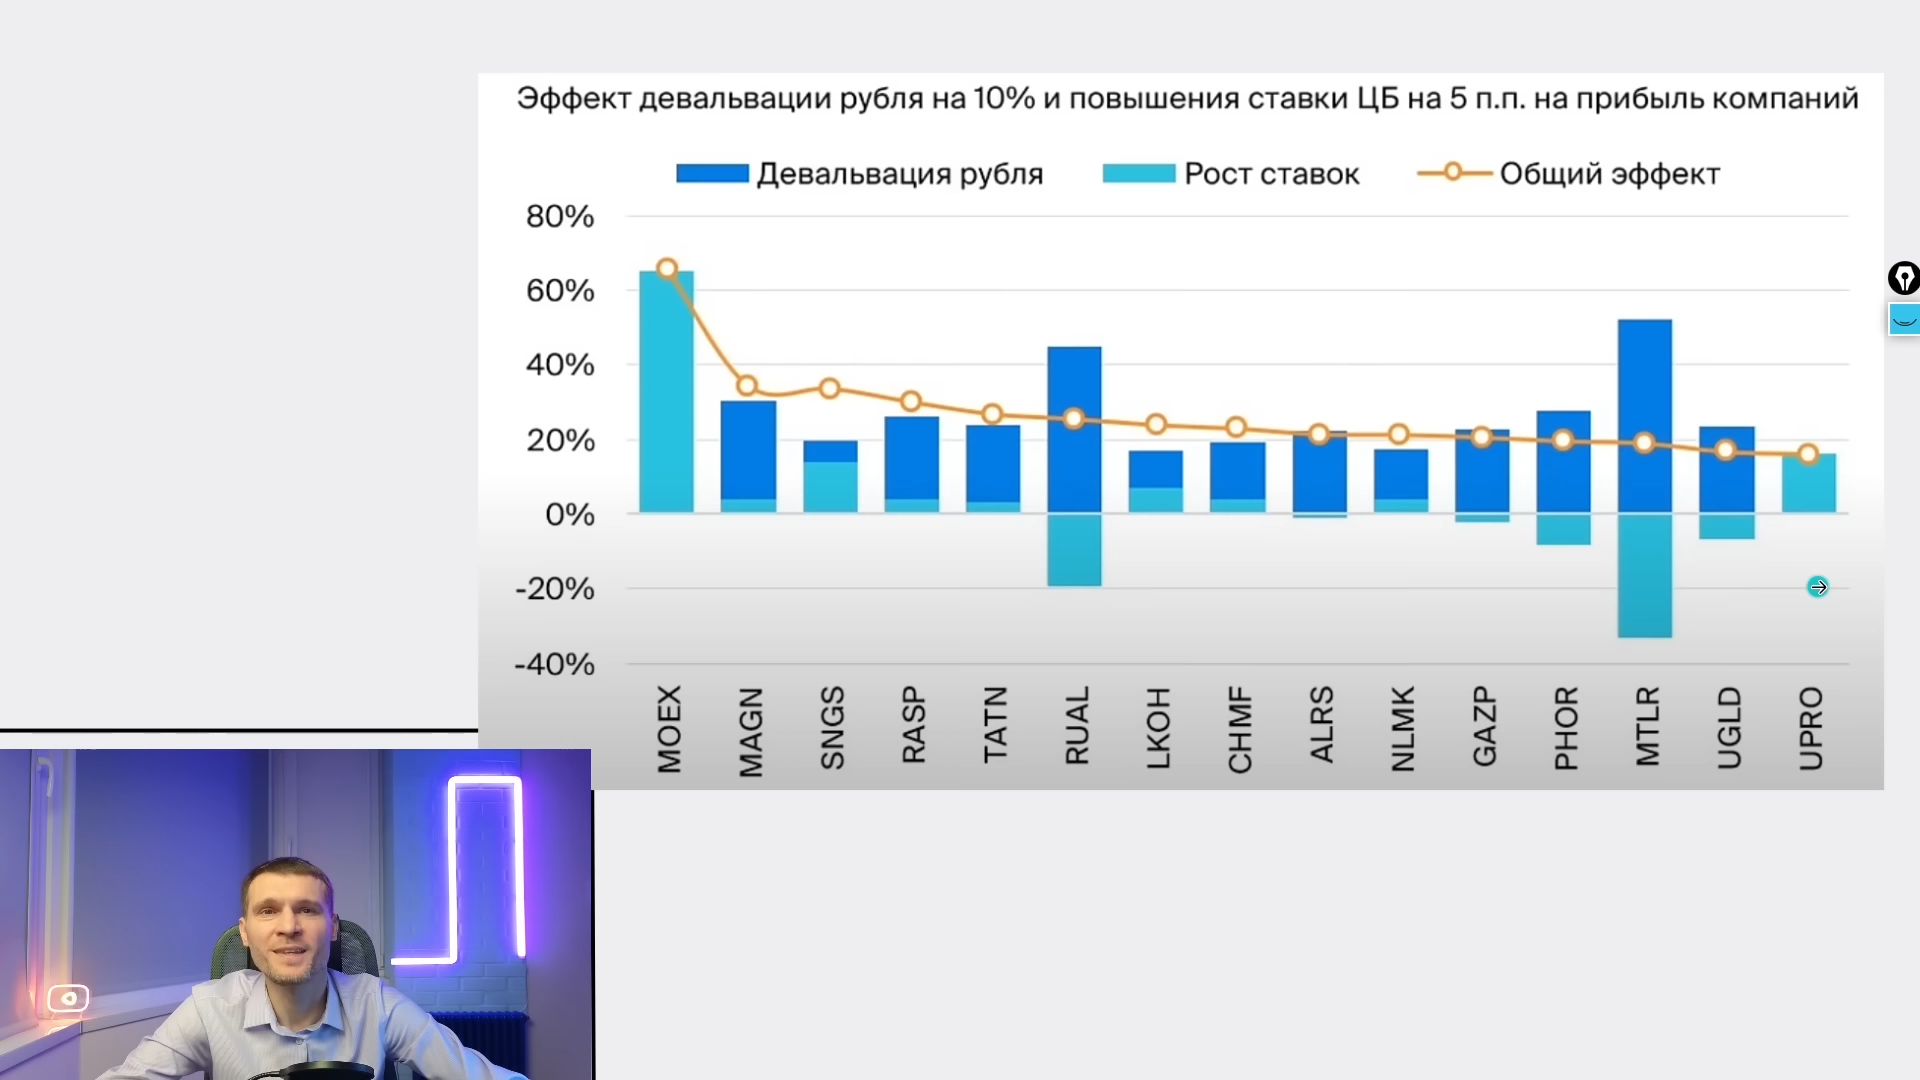 Эффект девальвации рубля на 10% и повышения ставки ЦБ на 5 п.п. на прибыль компаний
Девальвация рубля Рост ставок Общий эффект
80%
60%
40%
20%
0%
-20%
-40%
MOEX MAGN SNGS RASP TATN RUAL LKOH CHMF ALRS NLMK GAZP PHOR MTLR UGLD UPRO